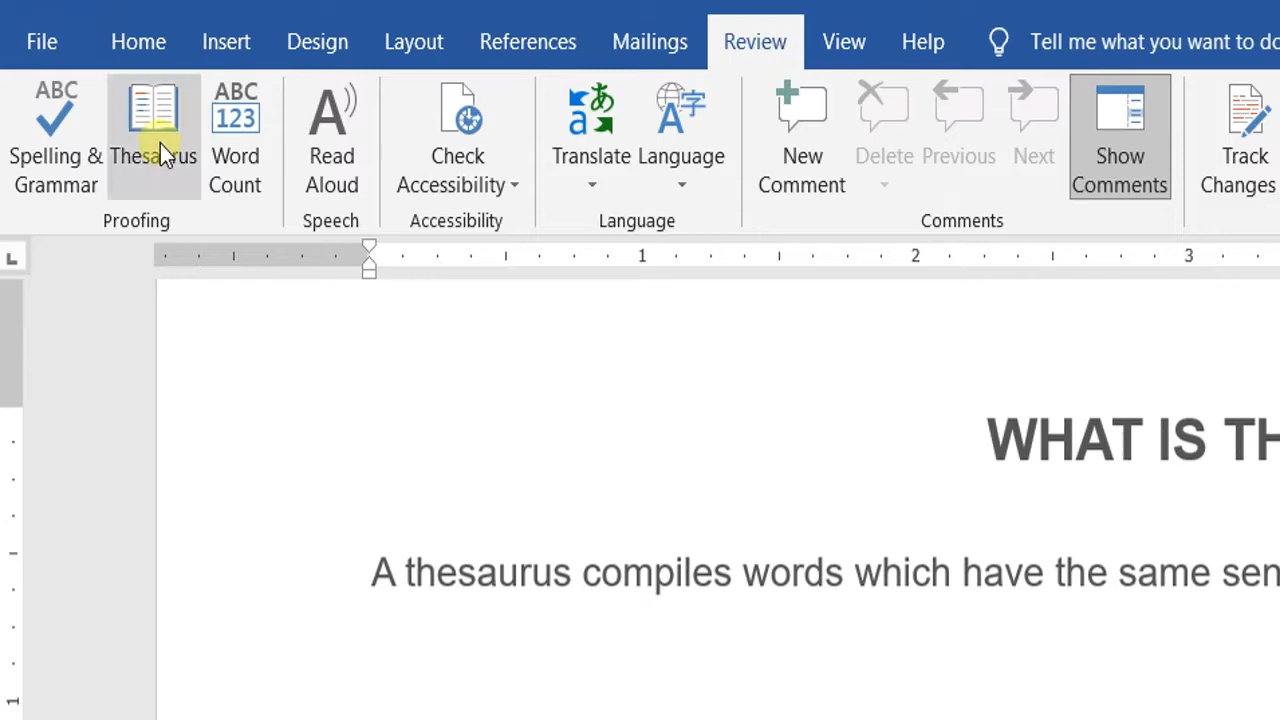 File Home Insert Design Layout References Mailings Review View Help Tell me what you want to do
ABC ABC
123 a あ A 字 A
Spelling & Thesaurus Word Read Check Translate Language New Delete Previous Next Show Track
Grammar Count Aloud Accessibility Comment Comments Changes
Proofing Speech Accessibility Language Comments
L 1 2 3
WHAT IS TH
A thesaurus compiles words which have the same sen
1